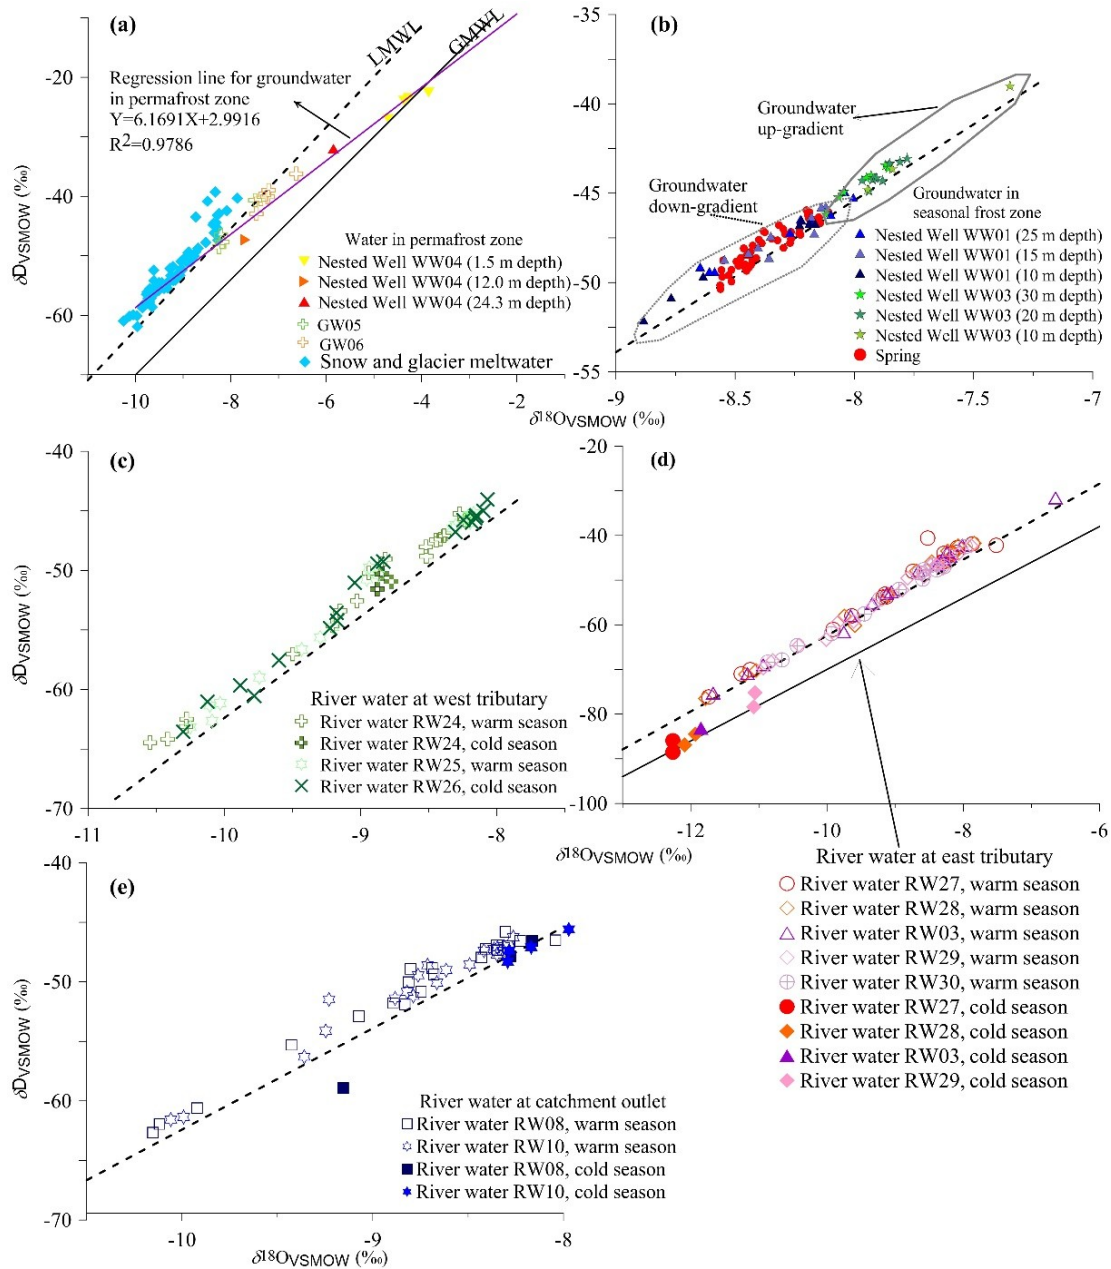 (a)
LMWL
GMWL
Regression line for groundwater
in permafrost zone
Y=6.1691X+2.9916
R²=0.9786
-20
-40
-60
δD_VSMOW (‰)
Water in permafrost zone
Nested Well WW04 (1.5 m depth)
Nested Well WW04 (12.0 m depth)
Nested Well WW04 (24.3 m depth)
GW05
GW06
Snow and glacier meltwater
-10
-8
-6
-4
-2
(b)
-35
-40
-45
-50
-55
Groundwater
up-gradient
Groundwater
down-gradient
Groundwater in
seasonal frost zone
Nested Well WW01 (25 m depth)
Nested Well WW01 (15 m depth)
Nested Well WW01 (10 m depth)
Nested Well WW03 (30 m depth)
Nested Well WW03 (20 m depth)
Nested Well WW03 (10 m depth)
Spring
-9
-8.5
-8
-7.5
-7
δ¹⁸O_VSMOW (‰)
(c)
-40
-50
-60
-70
δD_VSMOW (‰)
River water at west tributary
River water RW24, warm season
River water RW24, cold season
River water RW25, warm season
River water RW26, cold season
-11
-10
-9
-8
(d)
-20
-40
-60
-80
-100
-12
-10
-8
-6
δ¹⁸O_VSMOW (‰)
River water at east tributary
River water RW27, warm season
River water RW28, warm season
River water RW03, warm season
River water RW29, warm season
River water RW30, warm season
River water RW27, cold season
River water RW28, cold season
River water RW03, cold season
River water RW29, cold season
(e)
-40
-50
-60
-70
δD_VSMOW (‰)
River water at catchment outlet
River water RW08, warm season
River water RW10, warm season
River water RW08, cold season
River water RW10, cold season
-10
-9
-8
δ¹⁸O_VSMOW (‰)